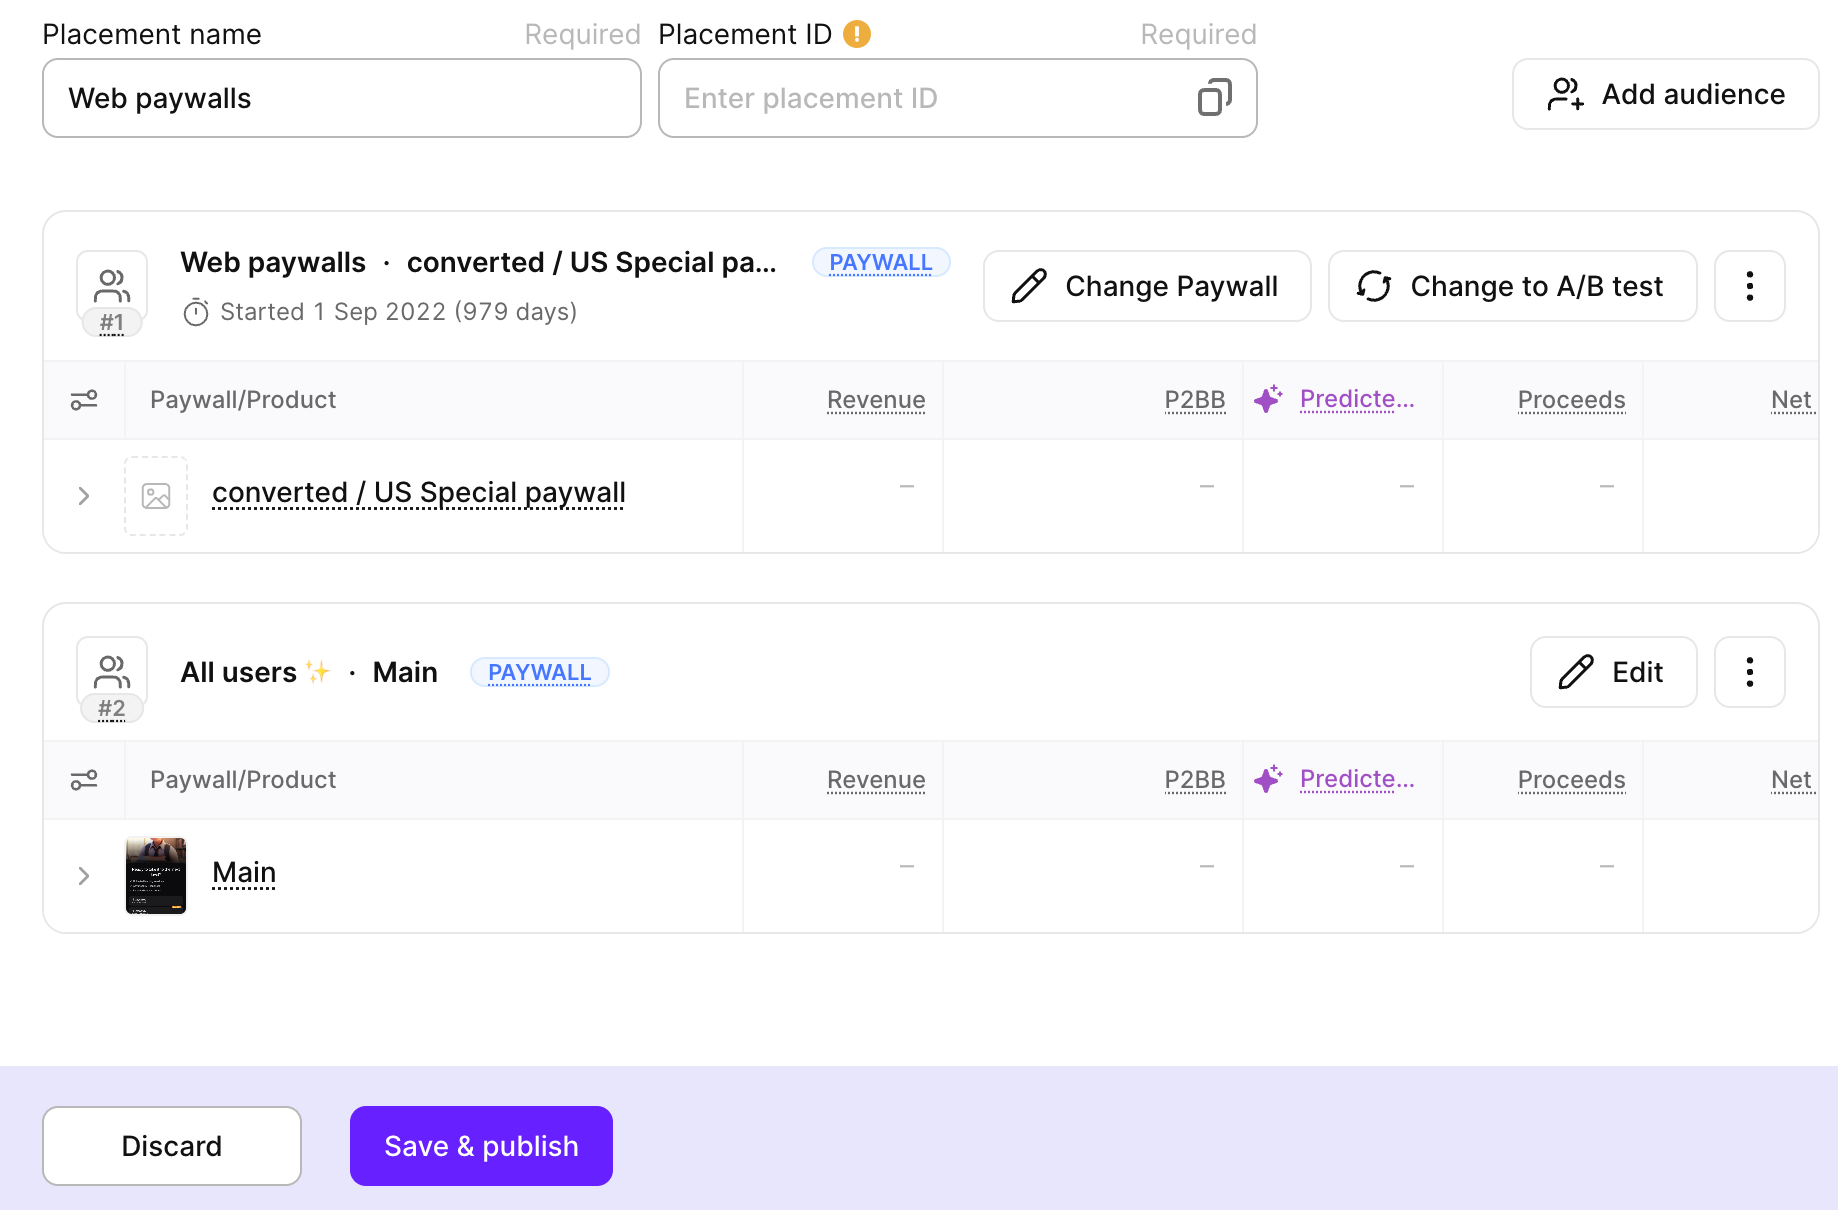 Placement name Required Placement ID Required
Web paywalls
Enter placement ID
Add audience
Web paywalls · converted / US Special pa... PAYWALL
Started 1 Sep 2022 (979 days)
#1
Change Paywall
Change to A/B test
Paywall/Product Revenue P2BB Predicte... Proceeds Net
converted / US Special paywall – – – –
All users ✨ · Main PAYWALL
#2
Edit
Paywall/Product Revenue P2BB Predicte... Proceeds Net
Main – – – –
Discard
Save & publish